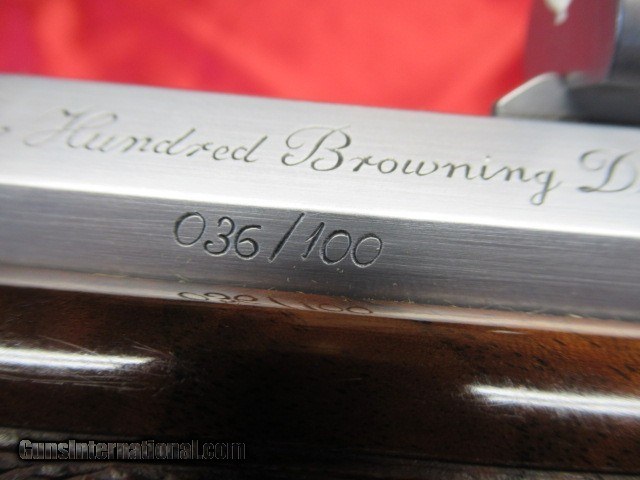 Hundred Browning D
036/100
GunsInternational.com